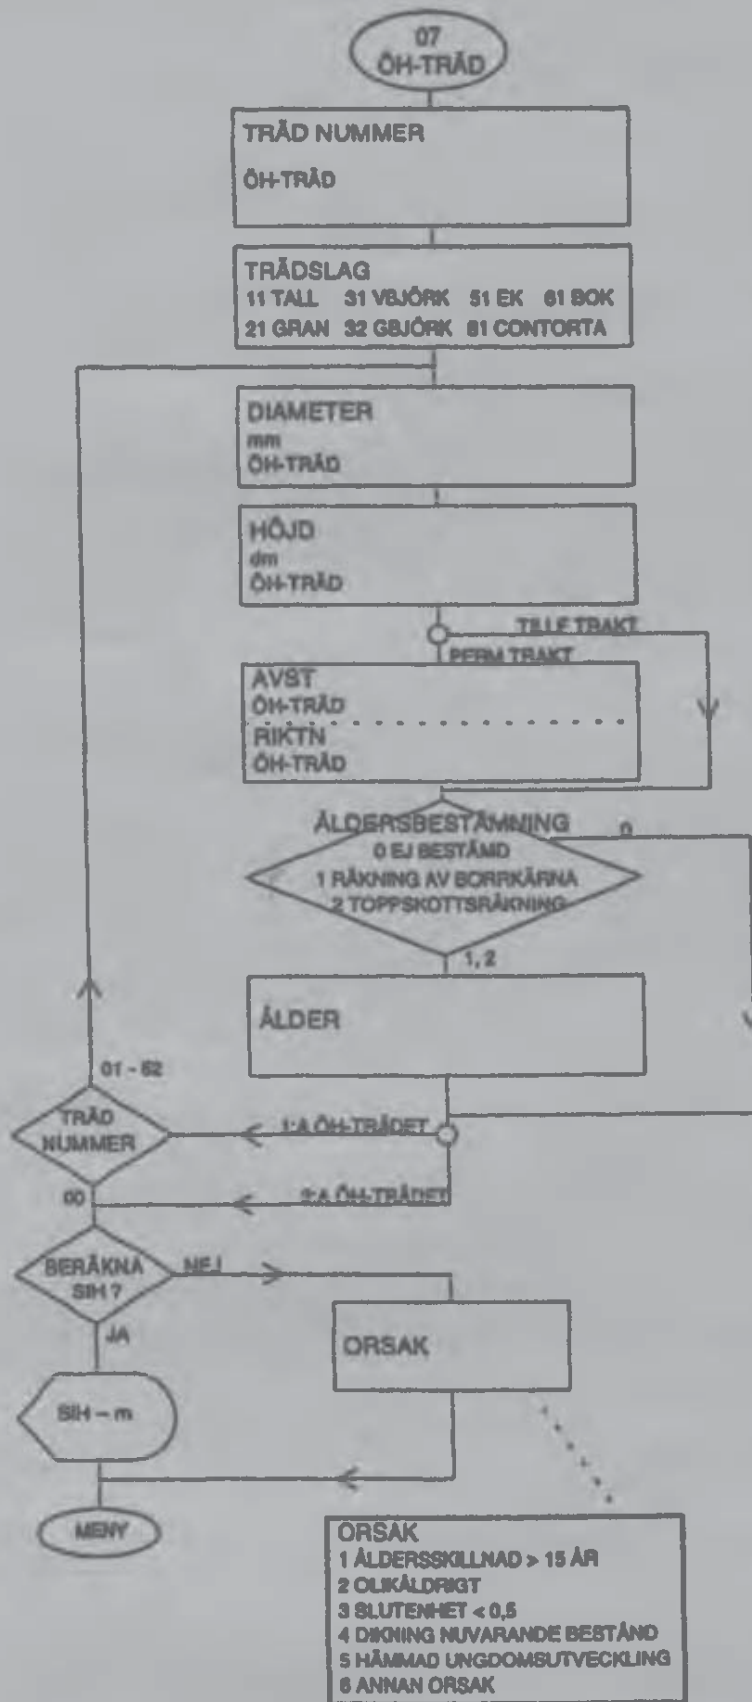 07
ÖH-TRÄD
TRÄD NUMMER
ÖH-TRÄD
TRÄDSLAG
11 TALL 31 VBJÖRK 51 EK 61 BOK
21 GRAN 32 GBJÖRK 81 CONTORTA
DIAMETER
mm
ÖH-TRÄD
HÖJD
dm
ÖH-TRÄD
TILLF TRAKT
PERM TRAKT
AVST
ÖH-TRÄD
RIKTN
ÖH-TRÄD
ÅLDERSBESTÄMNING
0 EJ BESTÄMD
0
1 RÄKNING AV BORRKÄRNA
2 TOPPSKOTTSRÄKNING
1, 2
ÅLDER
01 - 52
TRÄD
NUMMER
1:A ÖH-TRÄDET
00
2:A ÖH-TRÄDET
BERÄKNA
SIH ?
NEJ
JA
ORSAK
SIH – m
MENY
ORSAK
1 ÅLDERSSKILLNAD > 15 ÅR
2 OLIKÅLDRIGT
3 SLUTENHET < 0,5
4 DIKNING NUVARANDE BESTÅND
5 HÄMMAD UNGDOMSUTVECKLING
6 ANNAN ORSAK